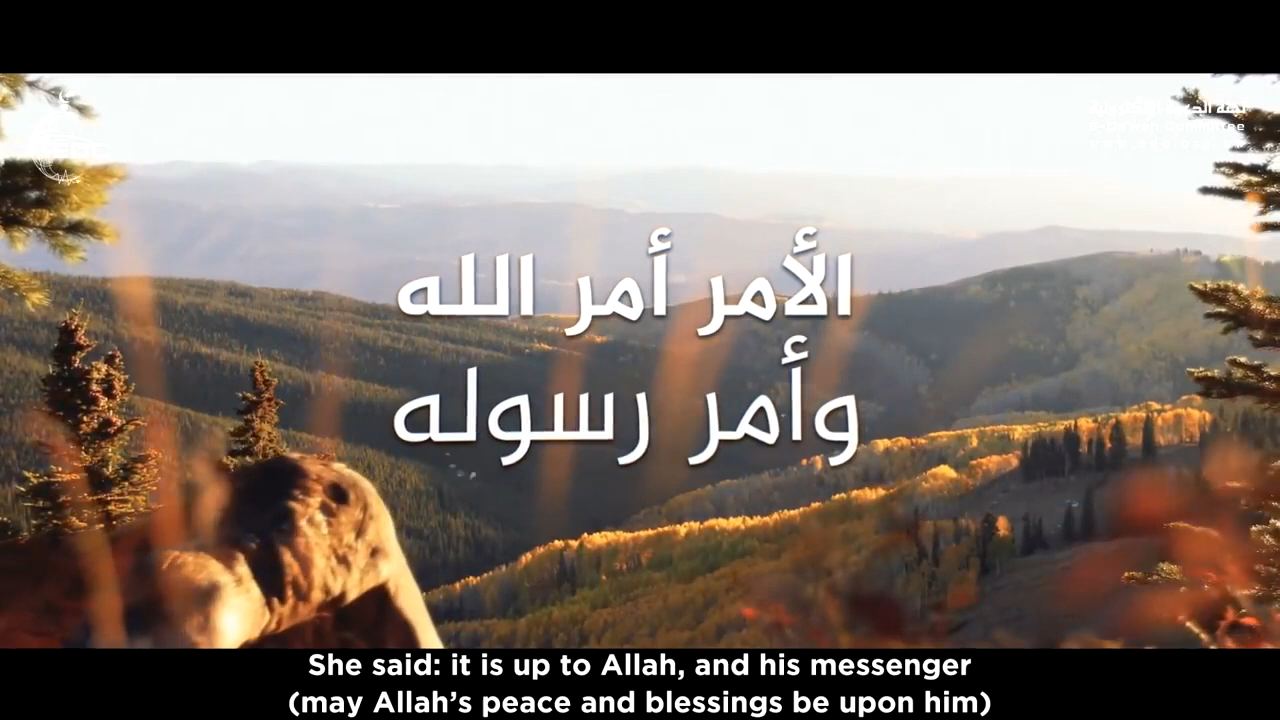 الأمر أمر الله
وأمر رسوله
She said: it is up to Allah, and his messenger
(may Allah’s peace and blessings be upon him)